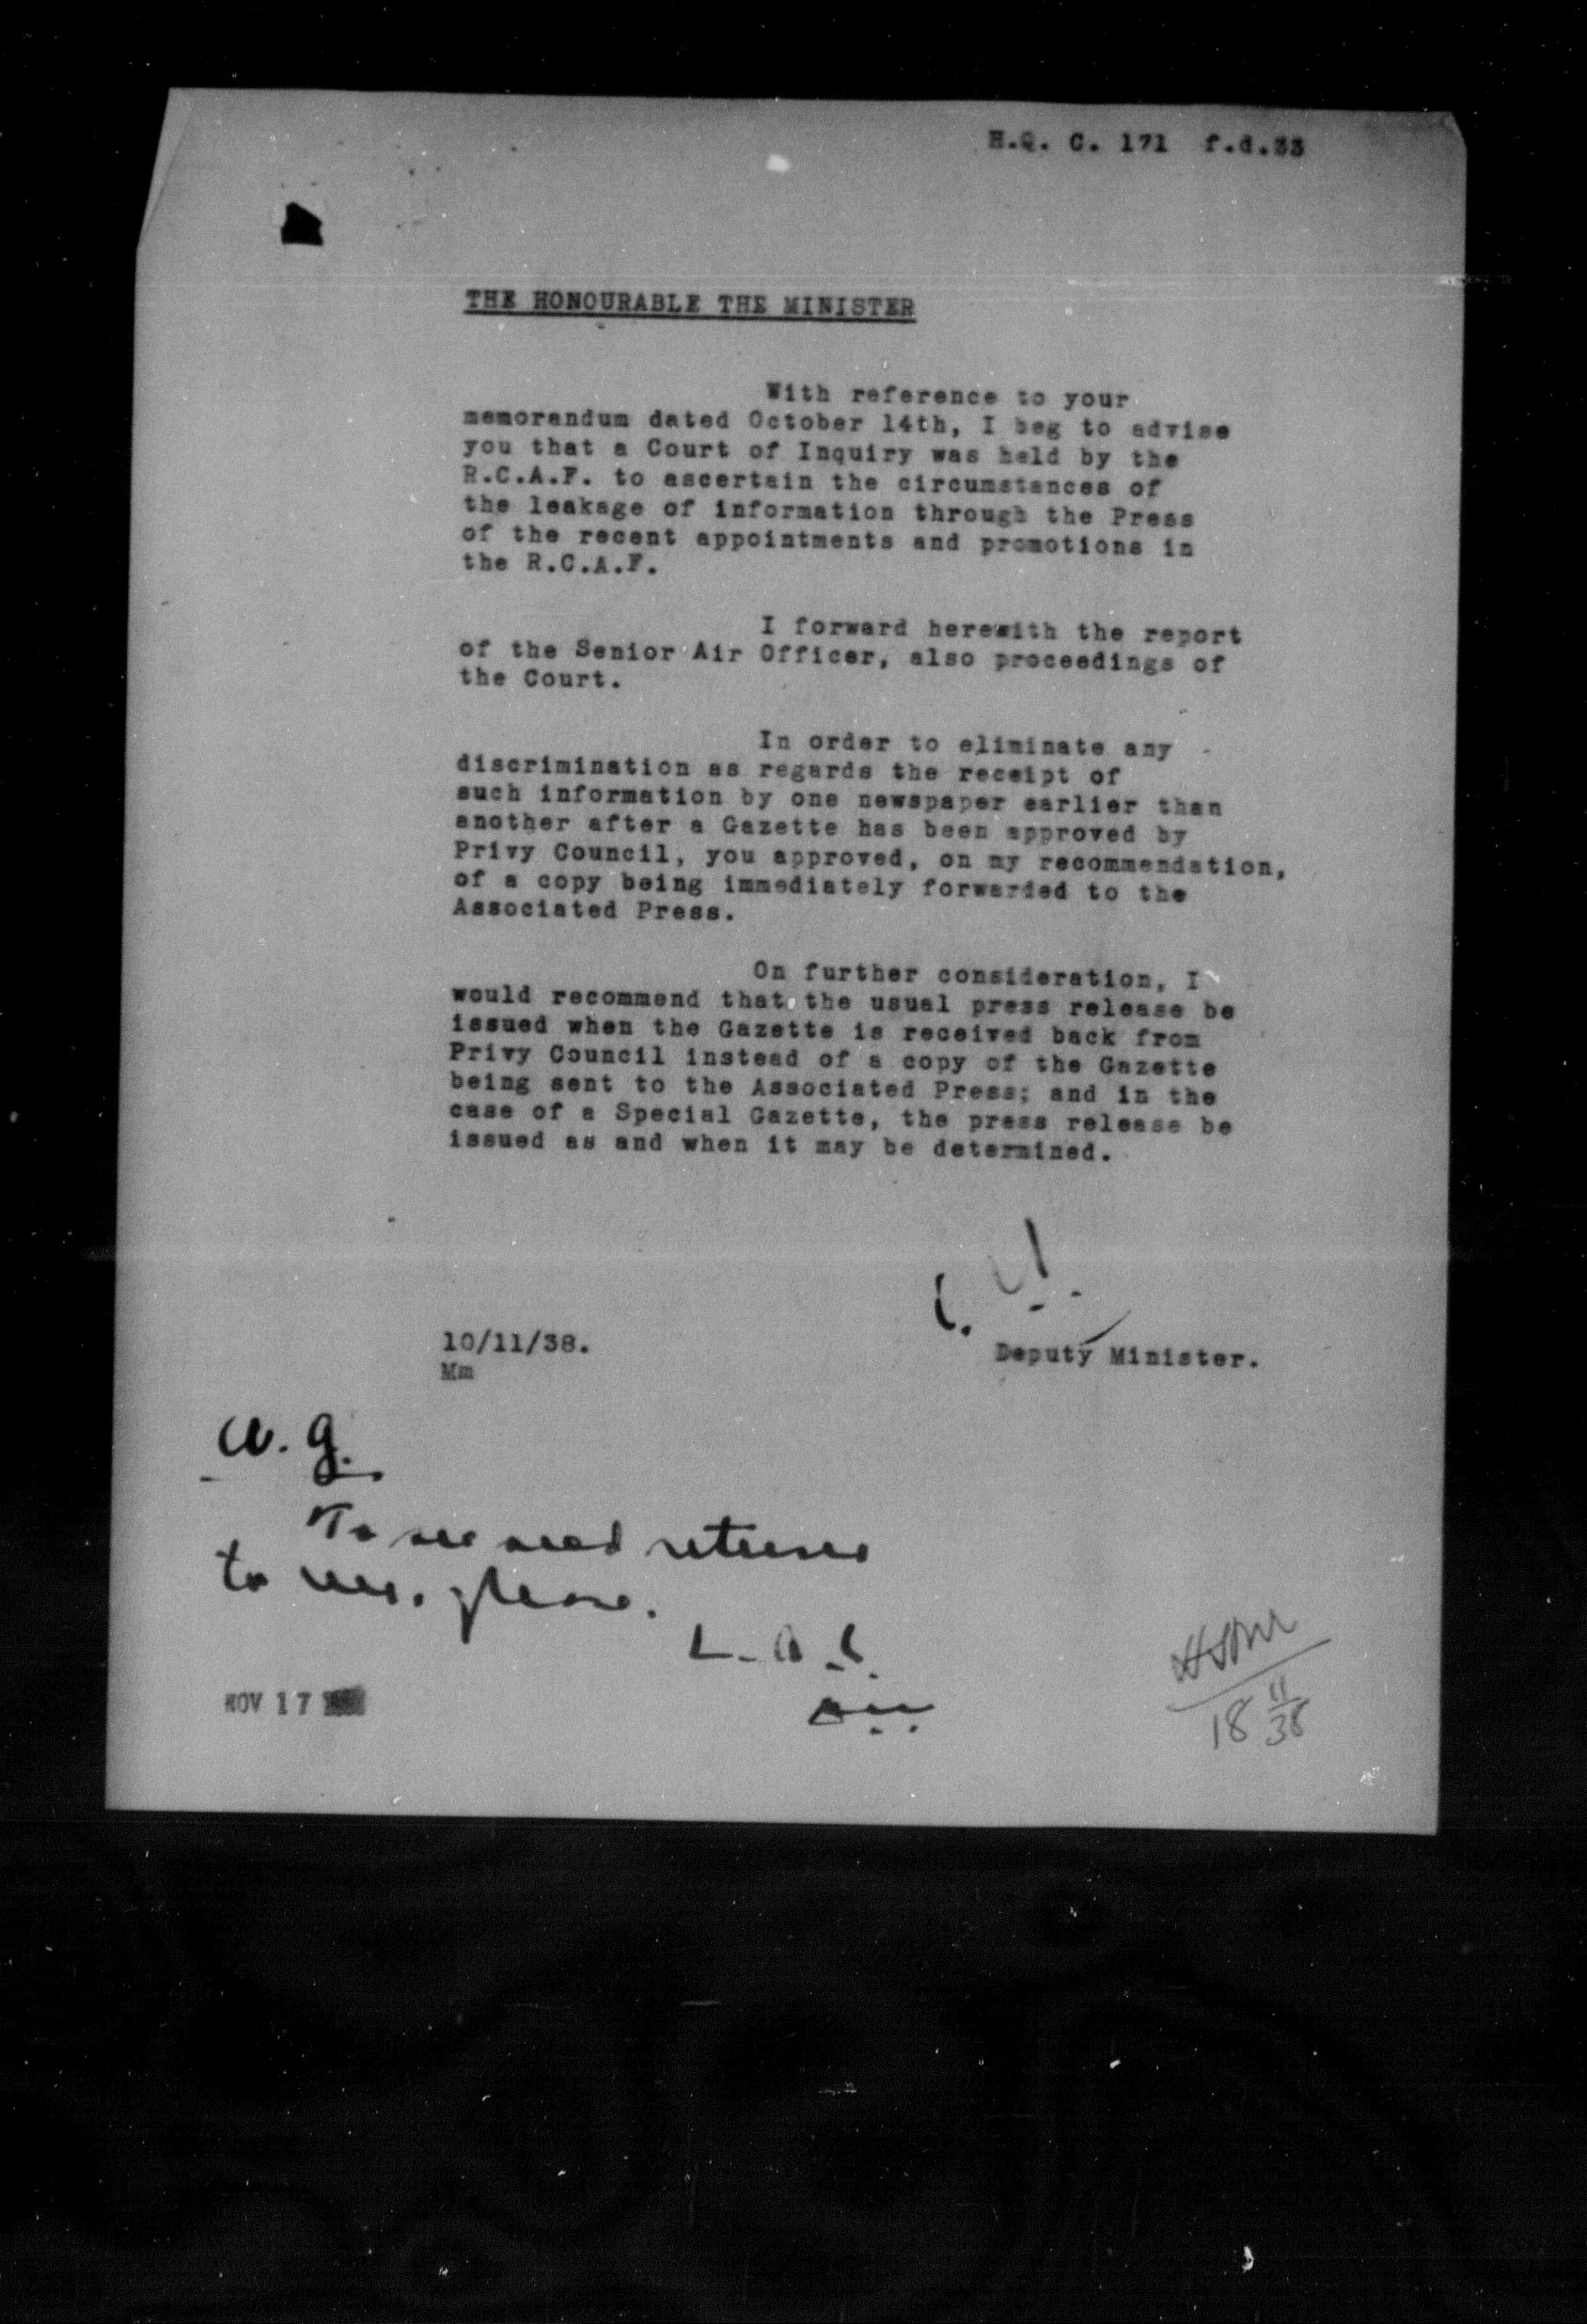 H.Q. C. 171 f.d.33
THE HONOURABLE THE MINISTER
With reference to your
memorandum dated October 14th, I beg to advise
you that a Court of Inquiry was held by the
R.C.A.F. to ascertain the circumstances of
the leakage of information through the Press
of the recent appointments and promotions in
the R.C.A.F.
I forward herewith the report
of the Senior Air Officer, also proceedings of
the Court.
In order to eliminate any
discrimination as regards the receipt of
such information by one newspaper earlier than
another after a Gazette has been approved by
Privy Council, you approved, on my recommendation,
of a copy being immediately forwarded to the
Associated Press.
On further consideration, I
would recommend that the usual press release be
issued when the Gazette is received back from
Privy Council instead of a copy of the Gazette
being sent to the Associated Press; and in the
case of a Special Gazette, the press release be
issued as and when it may be determined.
Deputy Minister.
10/11/38.
Mm
a. g.
To see and return
to me. please.
NOV 17
18 11/38